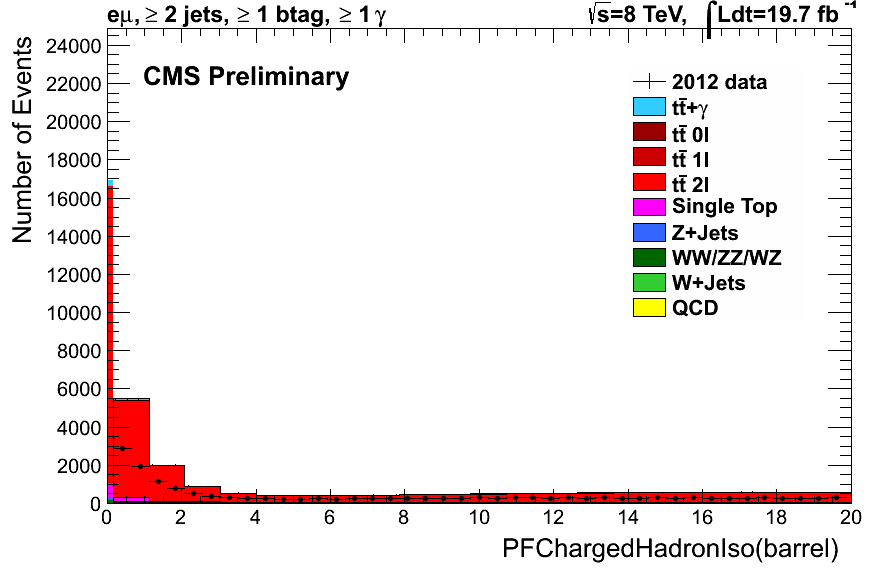 eμ, ≥ 2 jets, ≥ 1 btag, ≥ 1 γ
√s=8 TeV, ∫Ldt=19.7 fb⁻¹
CMS Preliminary
2012 data
tt̄+γ
tt̄ 0l
tt̄ 1l
tt̄ 2l
Single Top
Z+Jets
WW/ZZ/WZ
W+Jets
QCD
Number of Events
24000
22000
20000
18000
16000
14000
12000
10000
8000
6000
4000
2000
0
0 2 4 6 8 10 12 14 16 18 20
PFChargedHadronIso(barrel)